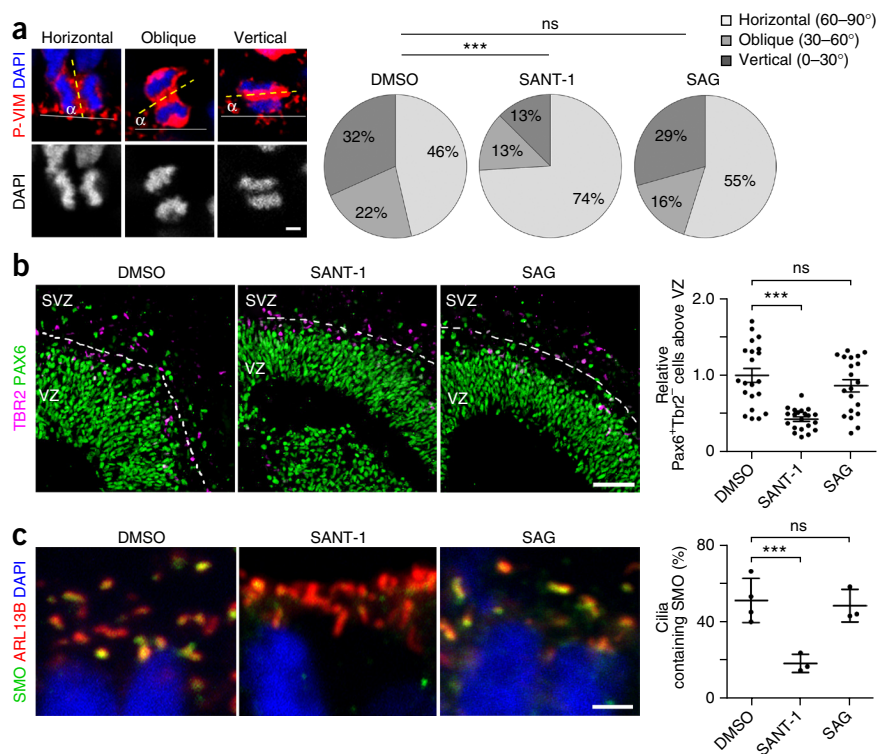 a
Horizontal Oblique Vertical
P-VIM DAPI
α α α
DAPI
ns
***
DMSO SANT-1 SAG
32% 46% 22%
13% 13% 74%
29% 55% 16%
Horizontal (60–90°)
Oblique (30–60°)
Vertical (0–30°)
b
DMSO SANT-1 SAG
TBR2 PAX6
SVZ SVZ SVZ
VZ VZ VZ
ns
***
Relative
Pax6⁺Tbr2⁻ cells above VZ
2.0
1.0
0
DMSO SANT-1 SAG
c
DMSO SANT-1 SAG
SMO ARL13B DAPI
ns
***
Cilia
containing SMO (%)
80
40
0
DMSO SANT-1 SAG